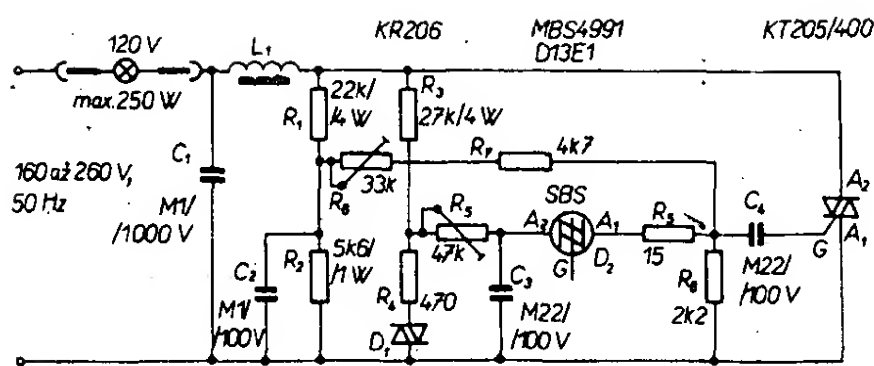 KR206
MBS4991
D13E1
KT205/400
120 V
max. 250 W
L1
160 až 260 V,
50 Hz
C1
M1/
/1000 V
22k/
/4 W
R1
R3
27k/4 W
R7
4k7
33k
R6
R5
47k
SBS
A2
A1
G
D2
R5
15
C4
M22/
/100 V
G
A2
A1
C2
M1/
/100 V
R2
5k6/
/1 W
R4
470
D1
C3
M22/
/100 V
R8
2k2